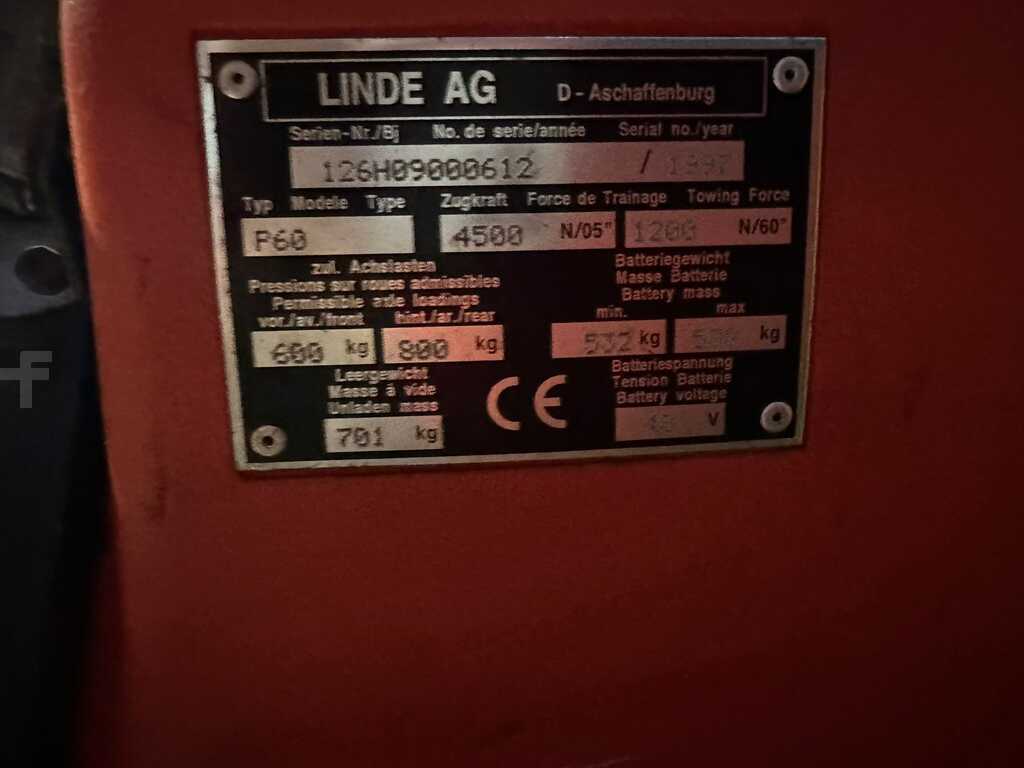 LINDE AG D - Aschaffenburg
Serien-Nr./Bj No. de serie/année Serial no./year
126H09000612 / 1997
Typ Modele Type Zugkraft Force de Trainage Towing Force
P60 4500 N/05" 1200 N/60"
zul. Achslasten
Pressions sur roues admissibles
Permissible axle loadings
vor./av./front hint./ar./rear
600 kg 800 kg
Leergewicht
Masse à vide
Unladen mass
701 kg
Batteriegewicht
Masse Batterie
Battery mass
min. max
532 kg kg
CE
Batteriespannung
Tension Batterie
Battery voltage
48 V
f